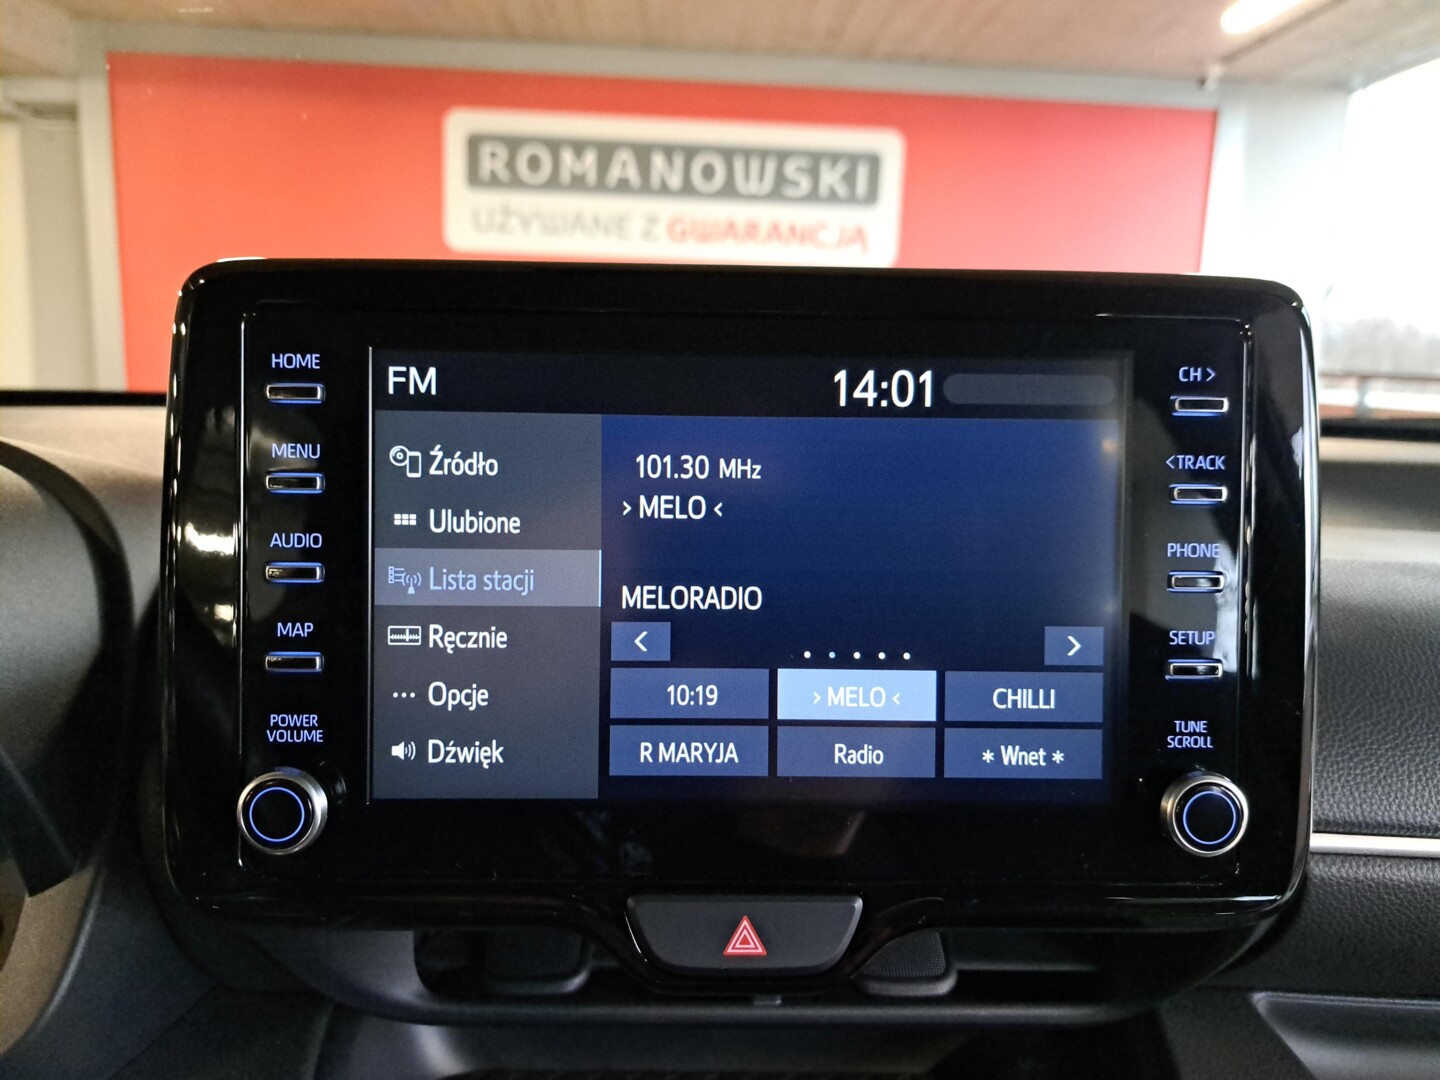 ROMANOWSKI
UŻYWANE Z GWARANCJĄ
HOME
MENU
AUDIO
MAP
POWER
VOLUME
FM
14:01
Źródło
Ulubione
Lista stacji
Ręcznie
Opcje
Dźwięk
101.30 MHz
› MELO ‹
MELORADIO
<
>
10:19
› MELO ‹
CHILLI
R MARYJA
Radio
* Wnet *
CH >
< TRACK
PHONE
SETUP
TUNE
SCROLL